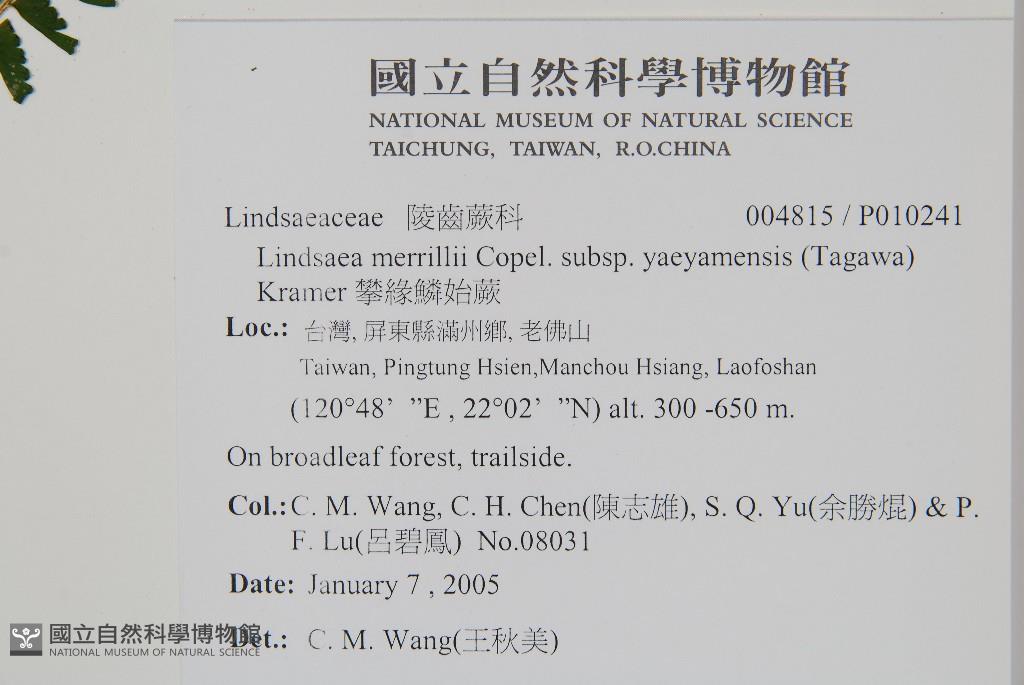 國立自然科學博物館
NATIONAL MUSEUM OF NATURAL SCIENCE
TAICHUNG, TAIWAN, R.O.CHINA
Lindsaeaceae 陵齒蕨科 004815 / P010241
Lindsaea merrillii Copel. subsp. yaeyamensis (Tagawa)
Kramer 攀緣鱗始蕨
Loc.: 台灣, 屏東縣滿州鄉, 老佛山
Taiwan, Pingtung Hsien,Manchou Hsiang, Laofoshan
(120°48’ ”E , 22°02’ ”N) alt. 300 -650 m.
On broadleaf forest, trailside.
Col.: C. M. Wang, C. H. Chen(陳志雄), S. Q. Yu(余勝焜) & P.
F. Lu(呂碧鳳) No.08031
Date: January 7 , 2005
Det.: C. M. Wang(王秋美)
國立自然科學博物館
NATIONAL MUSEUM OF NATURAL SCIENCE